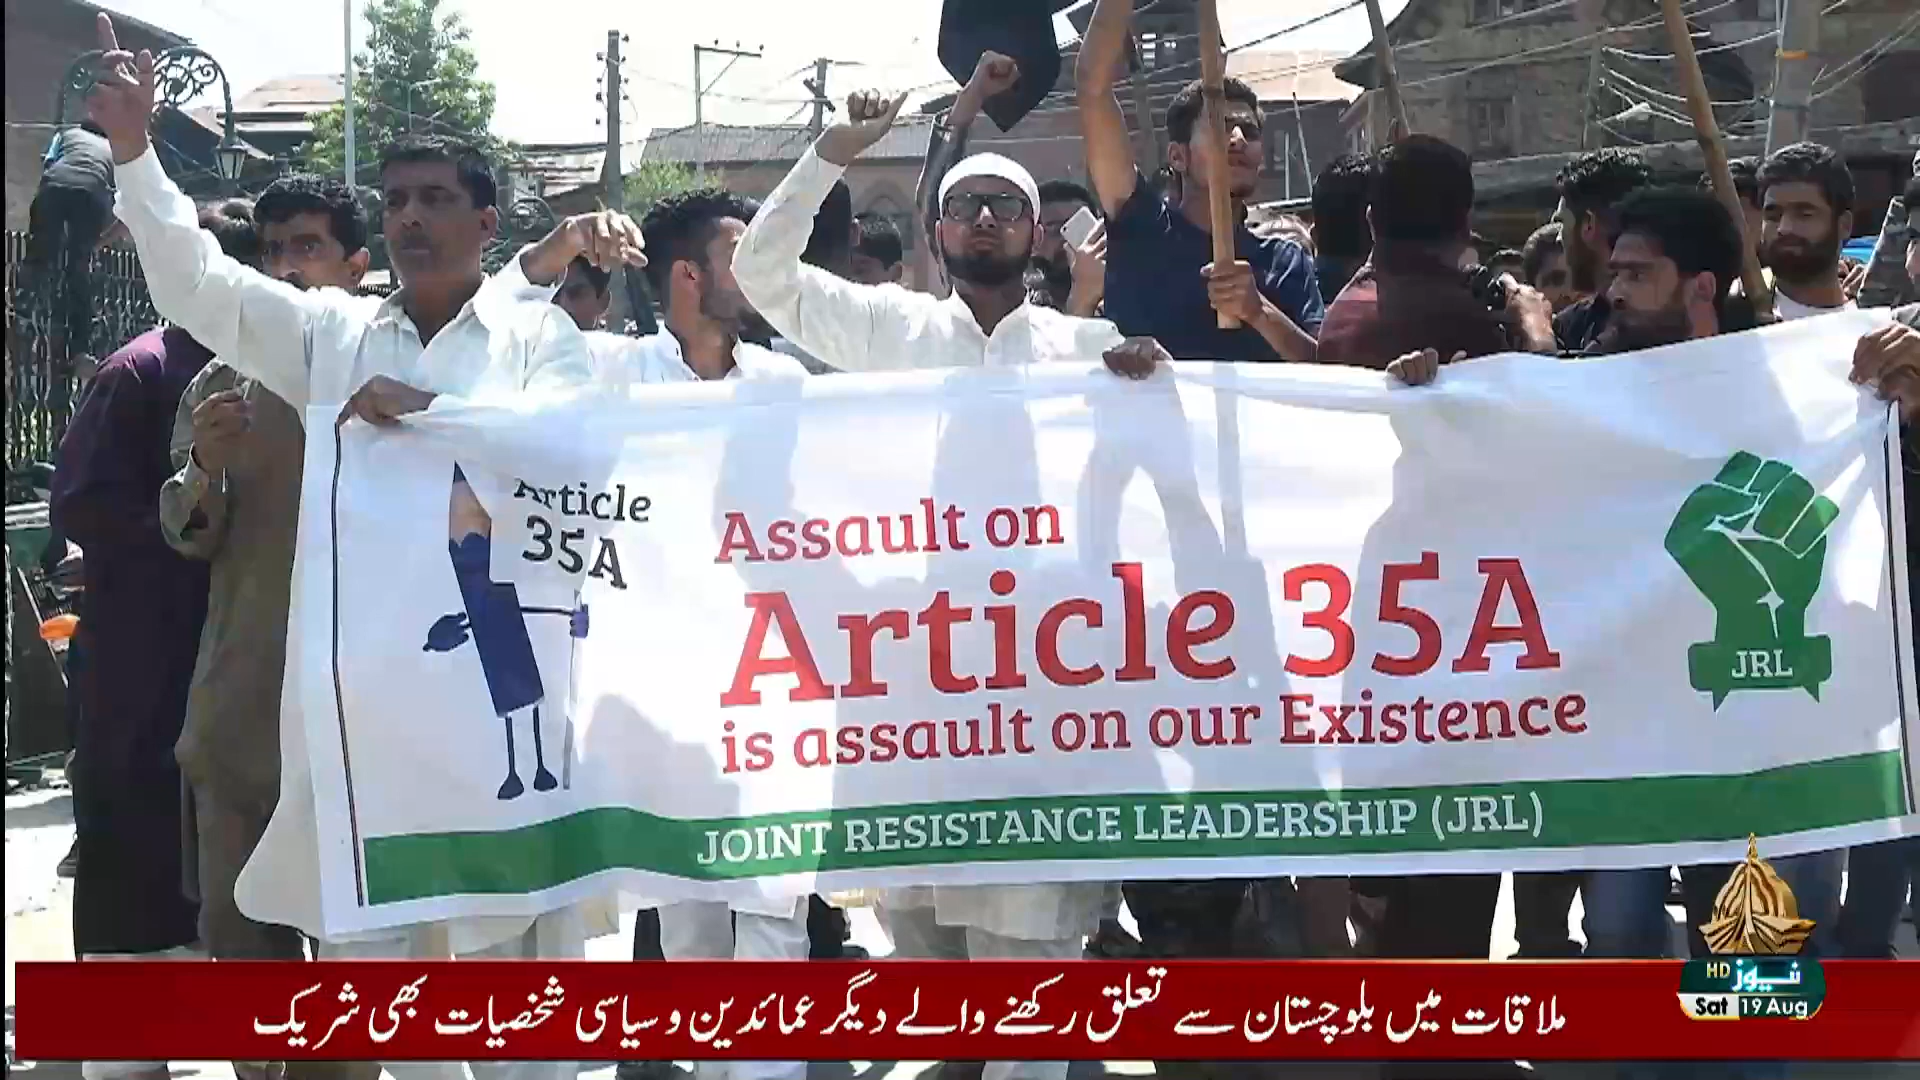 Article
35A
Assault on
Article 35A
is assault on our Existence
JRL
JOINT RESISTANCE LEADERSHIP (JRL)
HD نیوز
Sat 19 Aug
ملاقات میں بلوچستان سے تعلق رکھنے والے دیگر عمائدین و سیاسی شخصیات بھی شریک